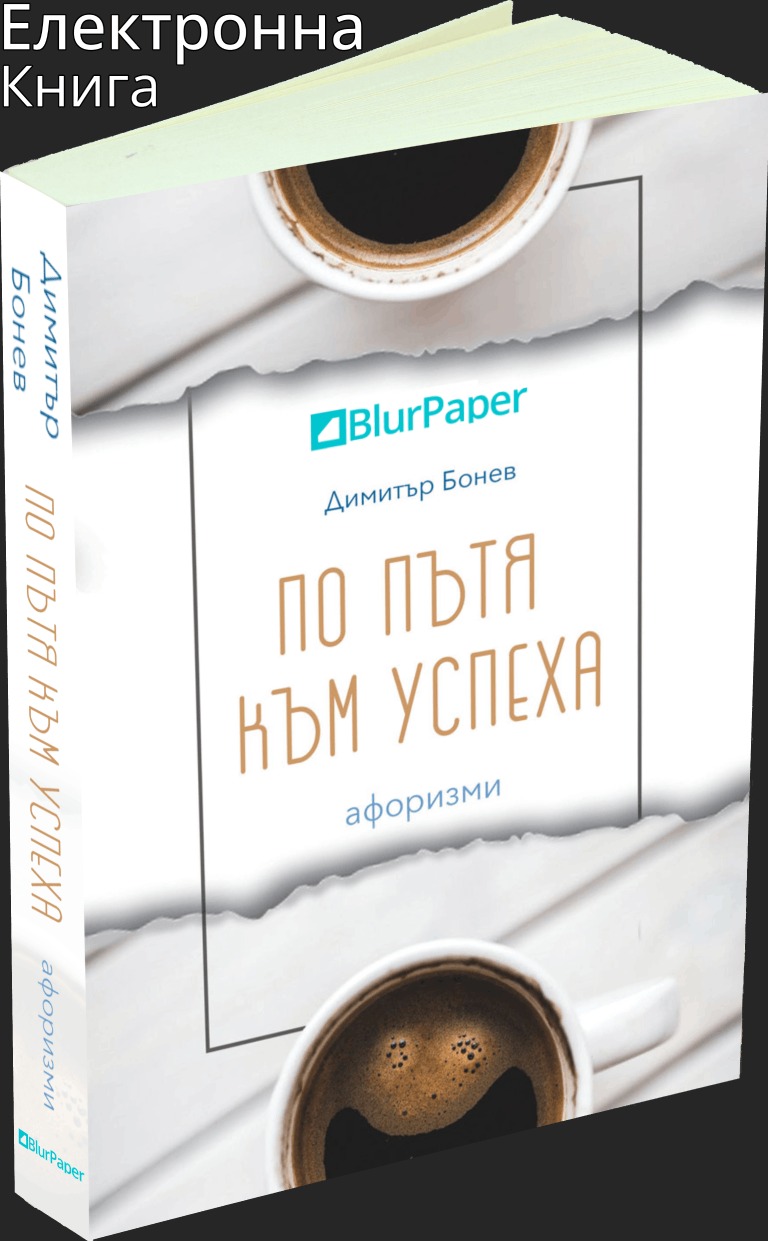 Електронна
Книга
BlurPaper
Димитър Бонев
ПО ПЪТЯ
КЪМ УСПЕХА
афоризми
Димитър
Бонев
ПО ПЪТЯ КЪМ УСПЕХА
афоризми
BlurPaper